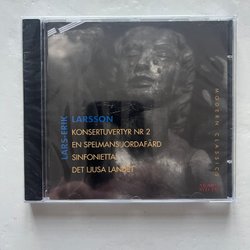 LARS-ERIK
LARSSON
KONSERTUVERTYR NR 2
EN SPELMANS JORDAFÄRD
SINFONIETTA
DET LJUSA LANDET
MODERN CLASSICS